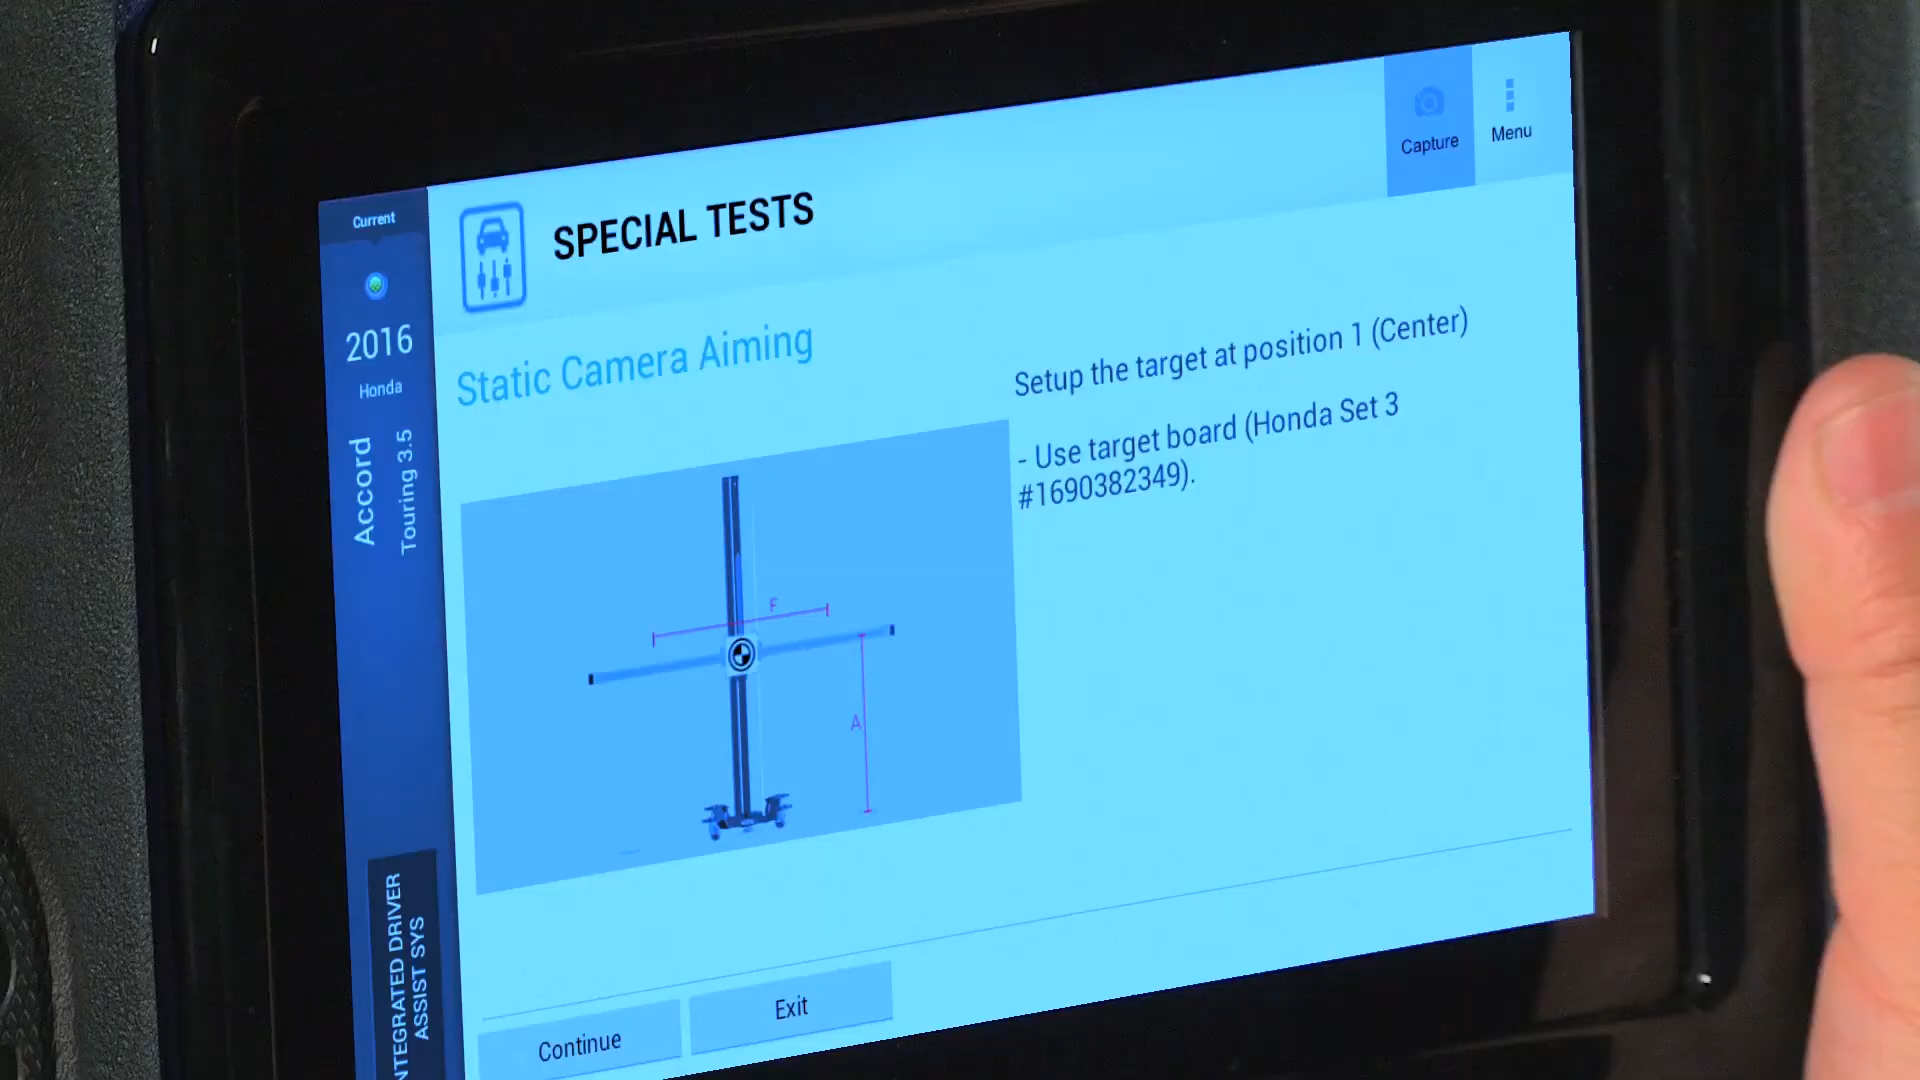 Current
2016
Honda
Accord
Touring 3.5
INTEGRATED DRIVER
ASSIST SYS
SPECIAL TESTS
Capture
Menu
Static Camera Aiming
F
A
Setup the target at position 1 (Center)
- Use target board (Honda Set 3
#1690382349).
Continue
Exit